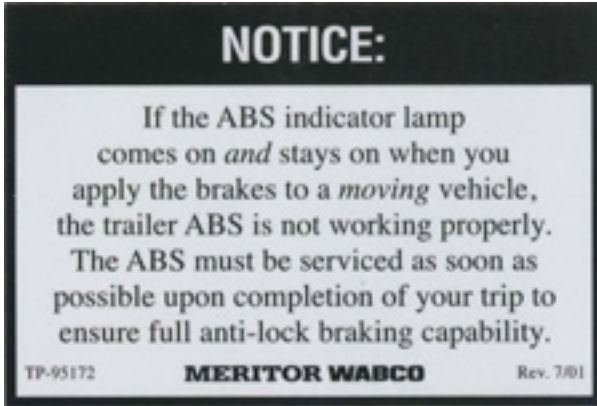 NOTICE:
If the ABS indicator lamp
comes on and stays on when you
apply the brakes to a moving vehicle,
the trailer ABS is not working properly.
The ABS must be serviced as soon as
possible upon completion of your trip to
ensure full anti-lock braking capability.
TP-95172 MERITOR WABCO Rev. 7/01